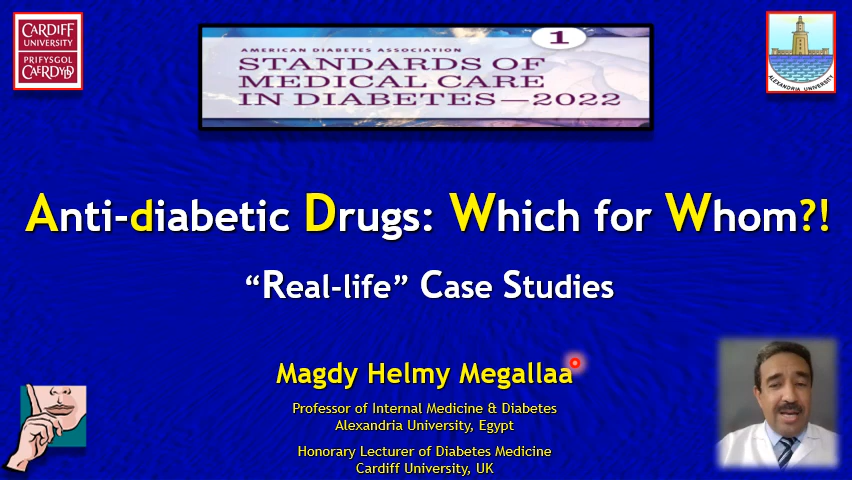 CARDIFF
UNIVERSITY
PRIFYSGOL
CAERDYDD
1
AMERICAN DIABETES ASSOCIATION
STANDARDS OF
MEDICAL CARE
IN DIABETES—2022
ALEXANDRIA UNIVERSITY
Anti-diabetic Drugs: Which for Whom?!
“Real-life” Case Studies
Magdy Helmy Megallaa
Professor of Internal Medicine & Diabetes
Alexandria University, Egypt
Honorary Lecturer of Diabetes Medicine
Cardiff University, UK